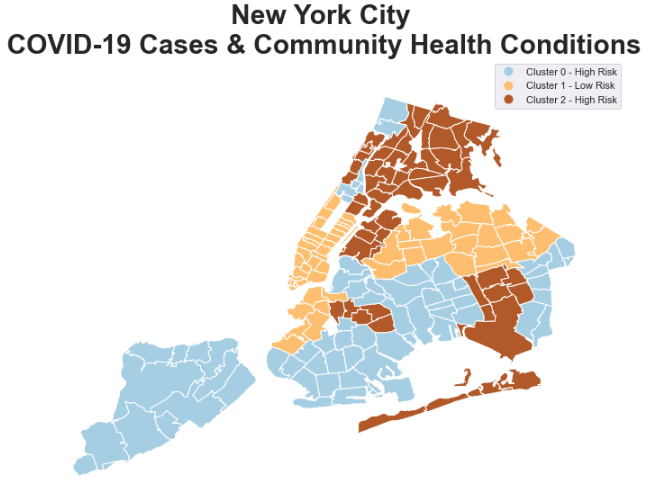 New York City
COVID-19 Cases & Community Health Conditions
Cluster 0 - High Risk
Cluster 1 - Low Risk
Cluster 2 - High Risk